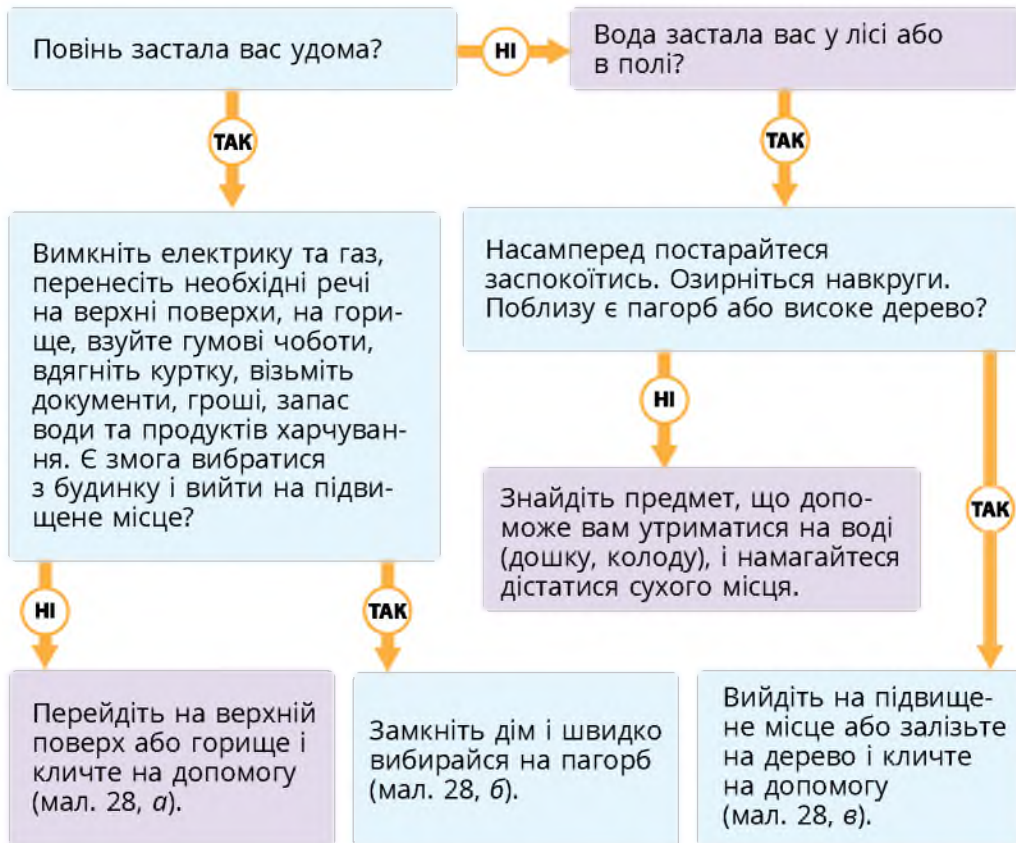 Повінь застала вас удома?
НІ
Вода застала вас у лісі або
в полі?
ТАК
ТАК
Вимкніть електрику та газ,
перенесіть необхідні речі
на верхні поверхи, на гори-
ще, взуйте гумові чоботи,
вдягніть куртку, візьміть
документи, гроші, запас
води та продуктів харчуван-
ня. Є змога вибратися
з будинку і вийти на підви-
щене місце?
Насамперед постарайтеся
заспокоїтись. Озирніться навкруги.
Поблизу є пагорб або високе дерево?
НІ
Знайдіть предмет, що допо-
може вам утриматися на воді
(дошку, колоду), і намагайтеся
дістатися сухого місця.
ТАК
НІ
ТАК
Перейдіть на верхній
поверх або горище і
кличте на допомогу
(мал. 28, а).
Замкніть дім і швидко
вибирайся на пагорб
(мал. 28, б).
Вийдіть на підвище-
не місце або залізьте
на дерево і кличте
на допомогу
(мал. 28, в).